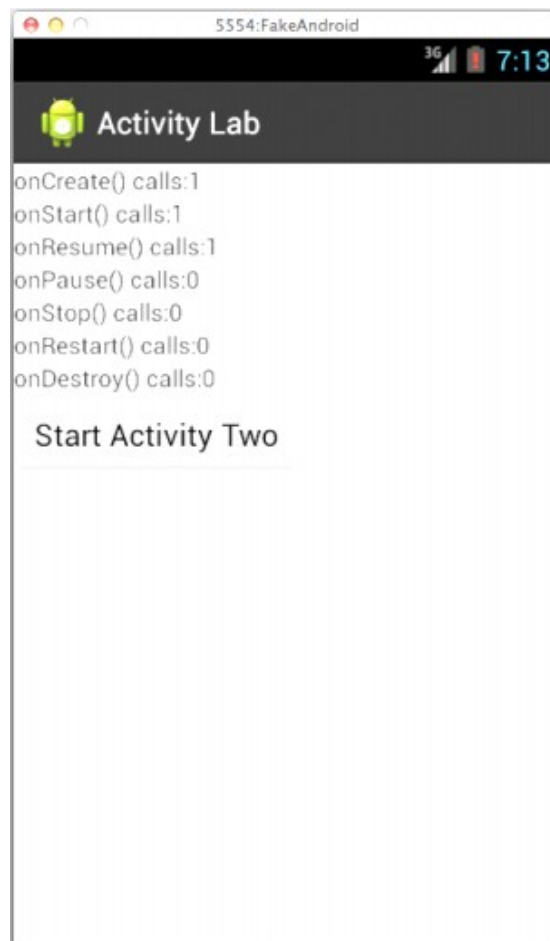 5554:FakeAndroid
3G 7:13
Activity Lab
onCreate() calls:1
onStart() calls:1
onResume() calls:1
onPause() calls:0
onStop() calls:0
onRestart() calls:0
onDestroy() calls:0
Start Activity Two